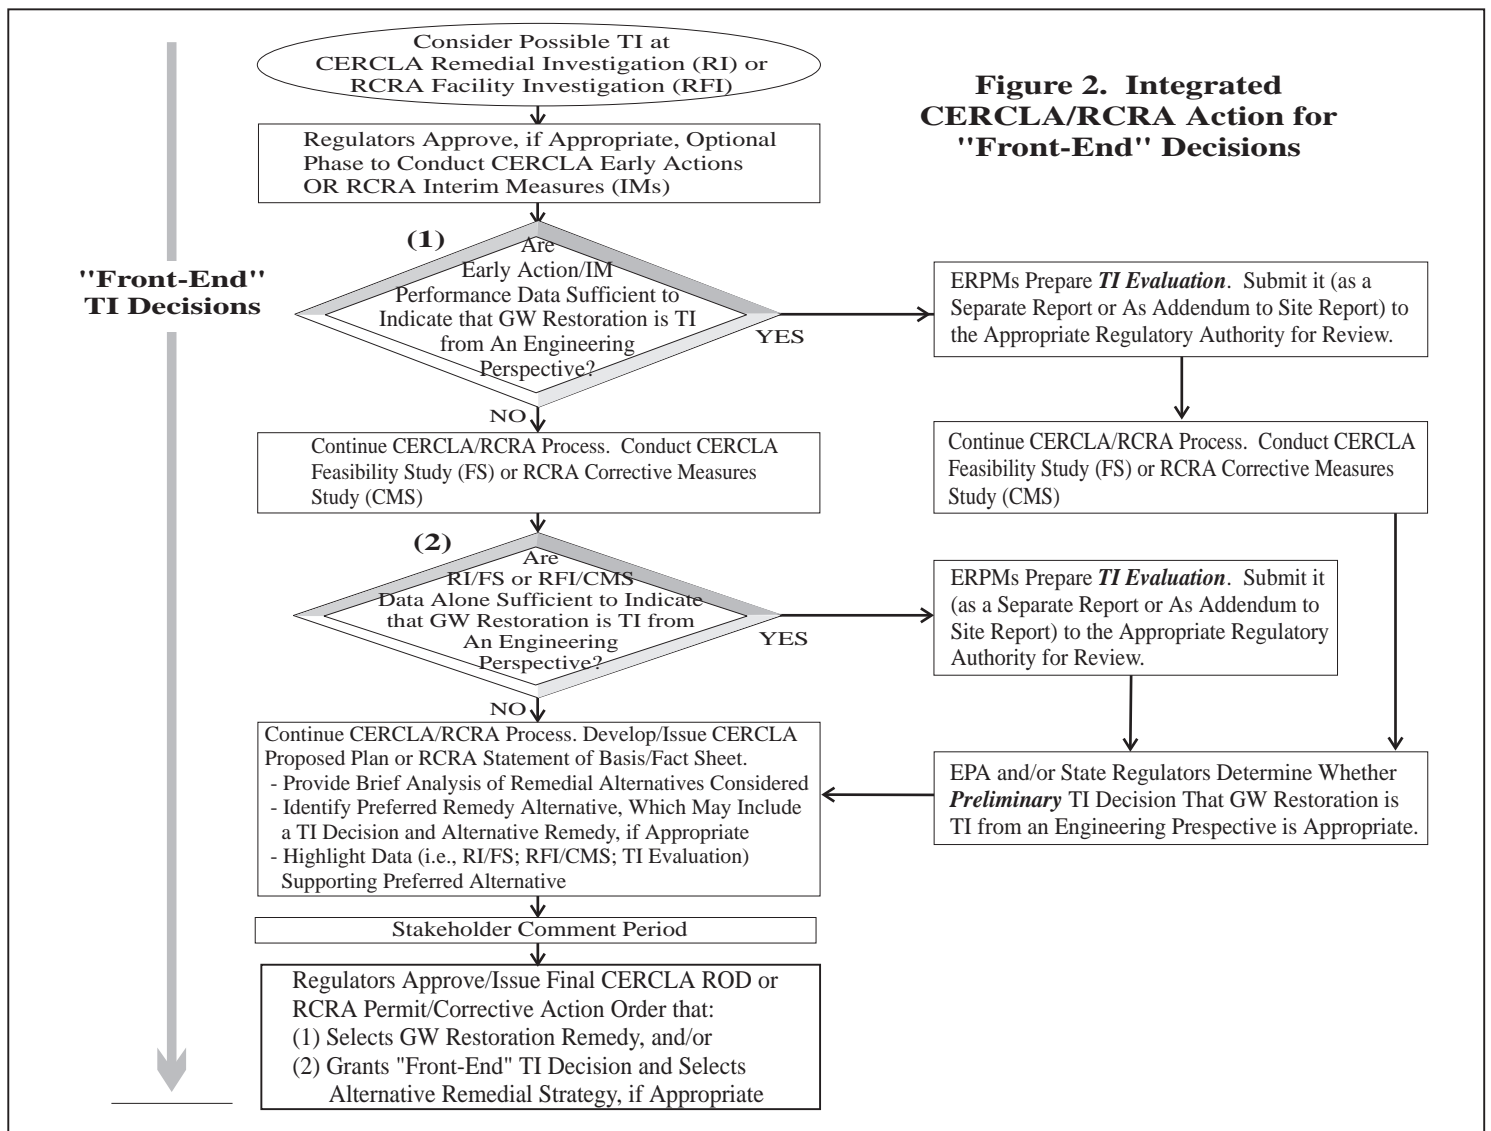 Consider Possible TI at
CERCLA Remedial Investigation (RI) or
RCRA Facility Investigation (RFI)
Figure 2. Integrated
CERCLA/RCRA Action for
"Front-End" Decisions
Regulators Approve, if Appropriate, Optional
Phase to Conduct CERCLA Early Actions
OR RCRA Interim Measures (IMs)
"Front-End"
TI Decisions
(1)
Are
Early Action/IM
Performance Data Sufficient to
Indicate that GW Restoration is TI
from An Engineering
Perspective?
YES
ERPMs Prepare TI Evaluation. Submit it (as a
Separate Report or As Addendum to Site Report) to
the Appropriate Regulatory Authority for Review.
NO
Continue CERCLA/RCRA Process. Conduct CERCLA
Feasibility Study (FS) or RCRA Corrective Measures
Study (CMS)
Continue CERCLA/RCRA Process. Conduct CERCLA
Feasibility Study (FS) or RCRA Corrective Measures
Study (CMS)
(2)
Are
RI/FS or RFI/CMS
Data Alone Sufficient to Indicate
that GW Restoration is TI from
An Engineering
Perspective?
YES
ERPMs Prepare TI Evaluation. Submit it
(as a Separate Report or As Addendum to
Site Report) to the Appropriate Regulatory
Authority for Review.
NO
Continue CERCLA/RCRA Process. Develop/Issue CERCLA
Proposed Plan or RCRA Statement of Basis/Fact Sheet.
- Provide Brief Analysis of Remedial Alternatives Considered
- Identify Preferred Remedy Alternative, Which May Include
a TI Decision and Alternative Remedy, if Appropriate
- Highlight Data (i.e., RI/FS; RFI/CMS; TI Evaluation)
Supporting Preferred Alternative
EPA and/or State Regulators Determine Whether
Preliminary TI Decision That GW Restoration is
TI from an Engineering Prespective is Appropriate.
Stakeholder Comment Period
Regulators Approve/Issue Final CERCLA ROD or
RCRA Permit/Corrective Action Order that:
(1) Selects GW Restoration Remedy, and/or
(2) Grants "Front-End" TI Decision and Selects
Alternative Remedial Strategy, if Appropriate